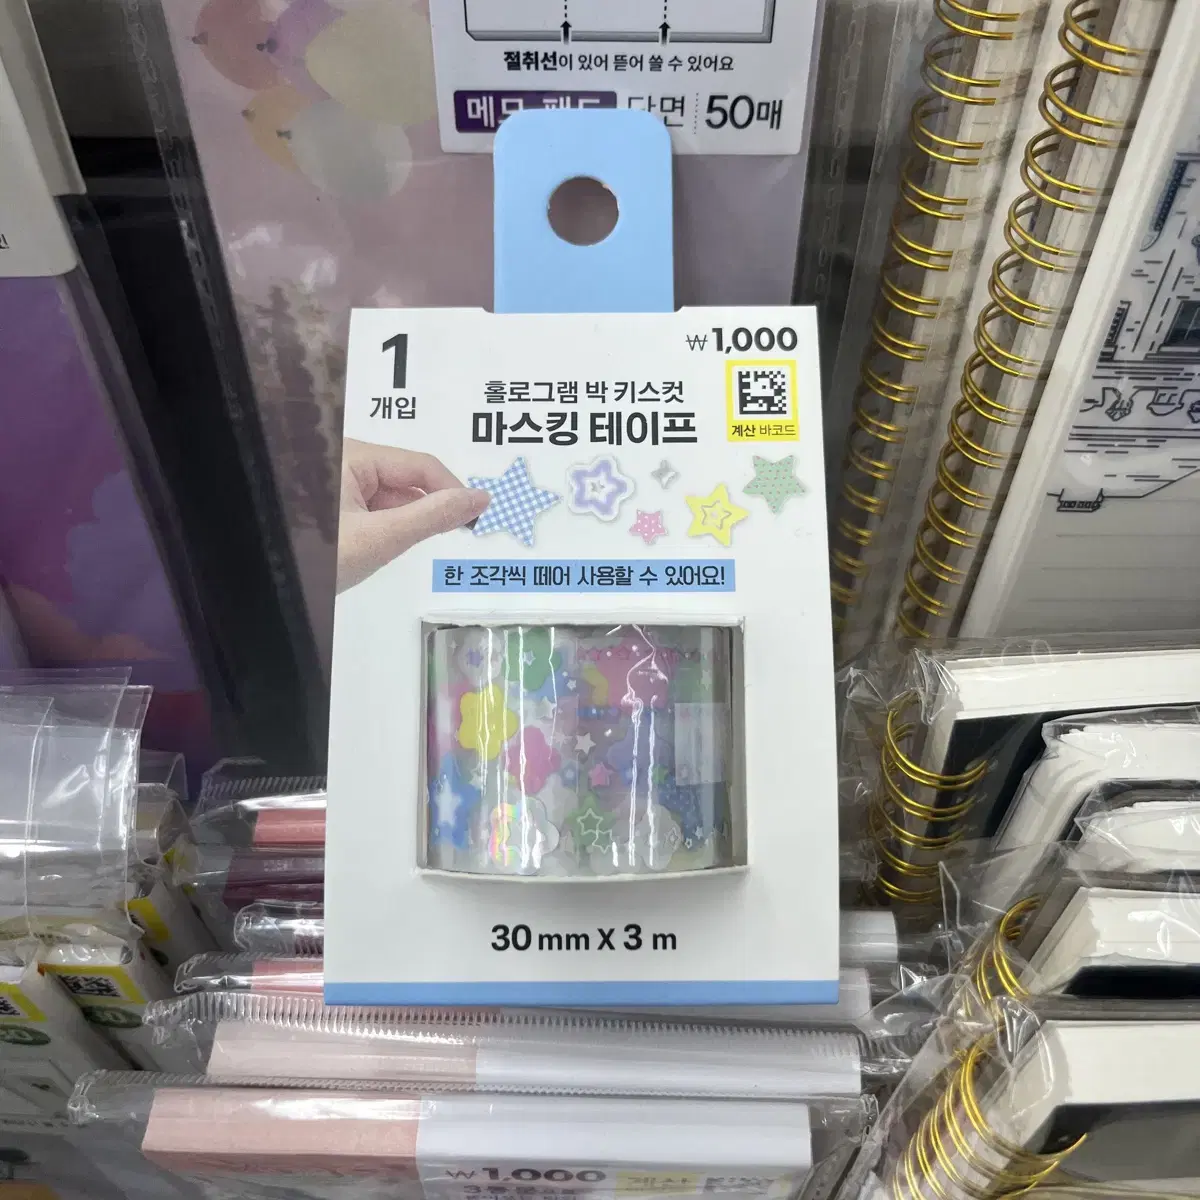 절취선이 있어 뜯어 쓸 수 있어요
메모 패드 단면 50매
1
개입
₩1,000
홀로그램 박 키스컷
마스킹 테이프
계산 바코드
한 조각씩 떼어 사용할 수 있어요!
30 mm X 3 m
₩1,000